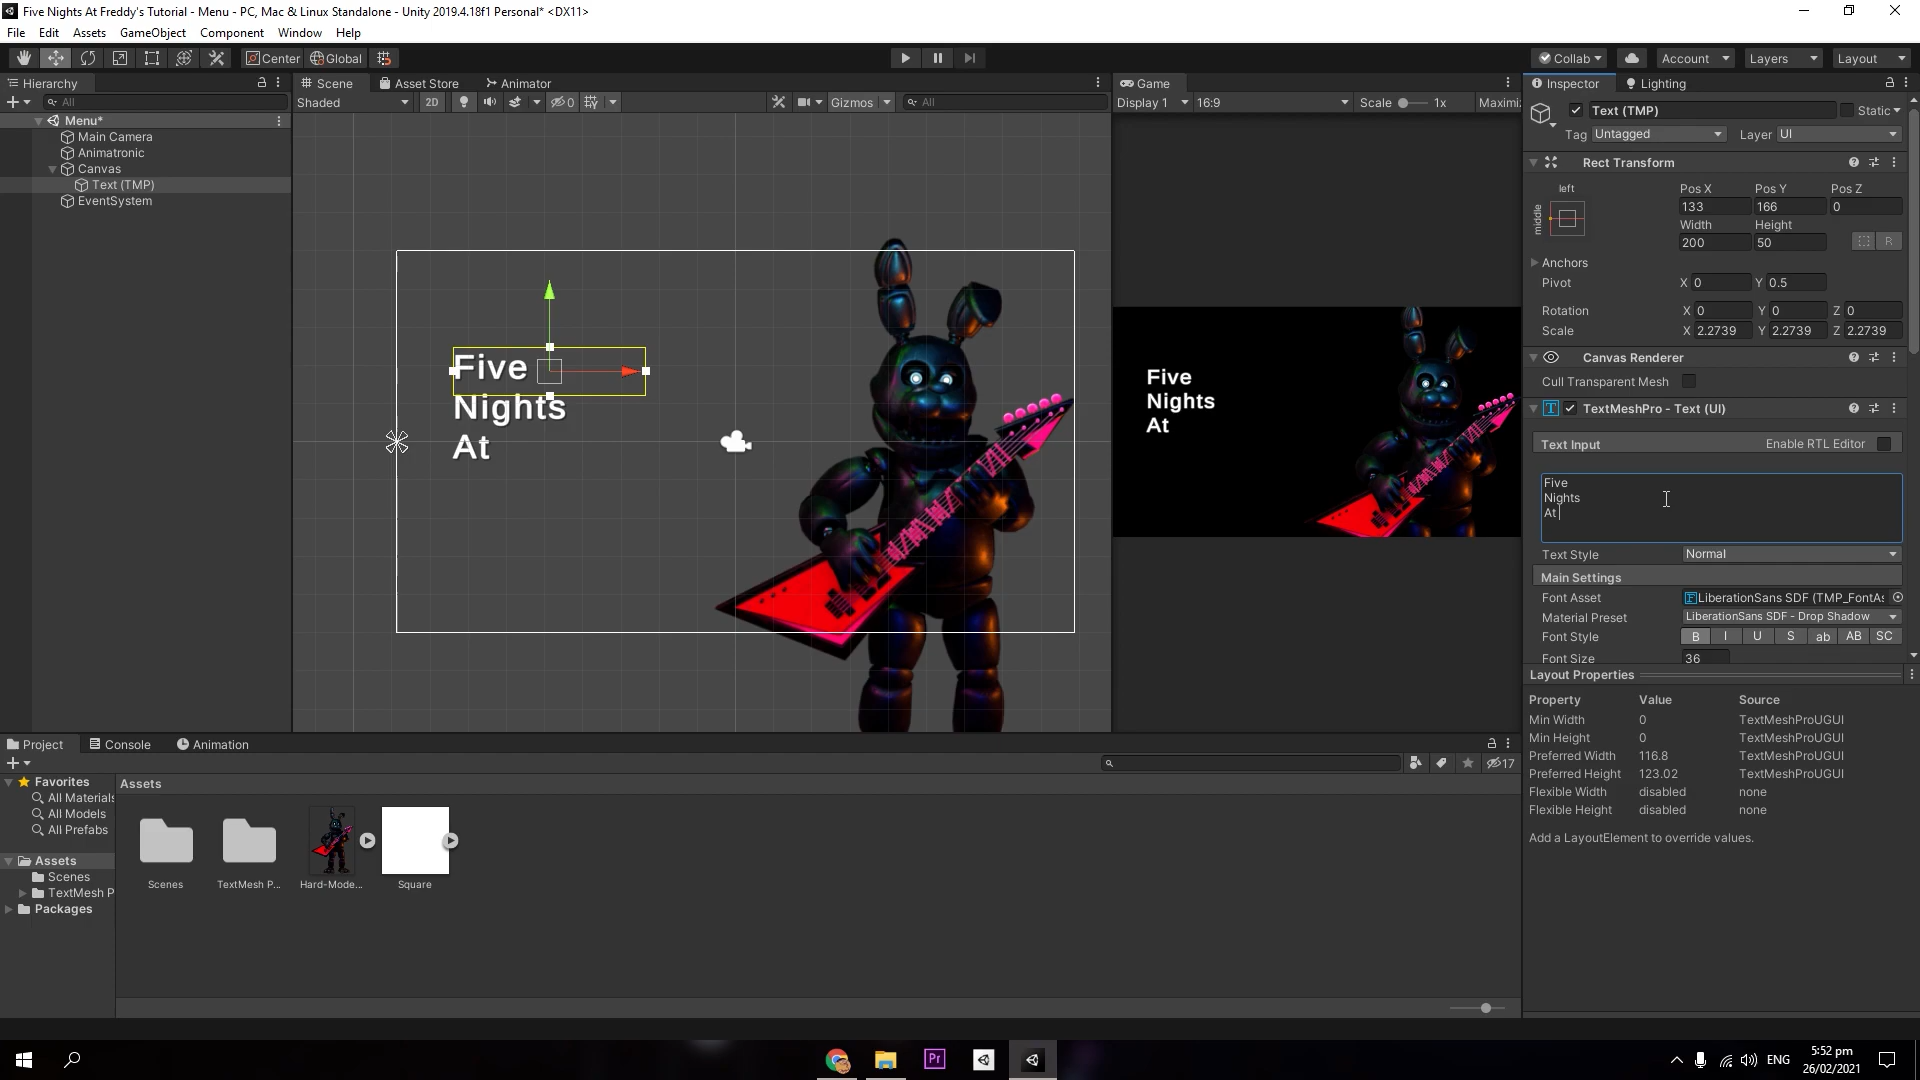 Five Nights At Freddy's Tutorial - Menu - PC, Mac & Linux Standalone - Unity 2019.4.18f1 Personal* <DX11>
File Edit Assets GameObject Component Window Help
Center Global
Collab Account Layers Layout
Hierarchy
All
Menu*
Main Camera
Animatronic
Canvas
Text (TMP)
EventSystem
Scene Asset Store Animator
Shaded 2D 0 Gizmos All
Five
Nights
At
Game
Display 1 16:9 Scale 1x Maximi
Five
Nights
At
Inspector Lighting
Text (TMP) Static
Tag Untagged Layer UI
Rect Transform
left
middle
Pos X Pos Y Pos Z
133 166 0
Width Height
200 50
R
Anchors
Pivot X 0 Y 0.5
Rotation X 0 Y 0 Z 0
Scale X 2.2739 Y 2.2739 Z 2.2739
Canvas Renderer
Cull Transparent Mesh
TextMeshPro - Text (UI)
Text Input Enable RTL Editor
Five
Nights
At
Text Style Normal
Main Settings
Font Asset LiberationSans SDF (TMP_FontAs
Material Preset LiberationSans SDF - Drop Shadow
Font Style B I U S ab AB SC
Font Size 36
Layout Properties
Property Value Source
Min Width 0 TextMeshProUGUI
Min Height 0 TextMeshProUGUI
Preferred Width 116.8 TextMeshProUGUI
Preferred Height 123.02 TextMeshProUGUI
Flexible Width disabled none
Flexible Height disabled none
Add a LayoutElement to override values.
Project Console Animation
17
Favorites
All Materials
All Models
All Prefabs
Assets
Scenes
TextMesh P
Packages
Assets
Scenes TextMesh P... Hard-Mode... Square
Pr
ENG
5:52 pm
26/02/2021